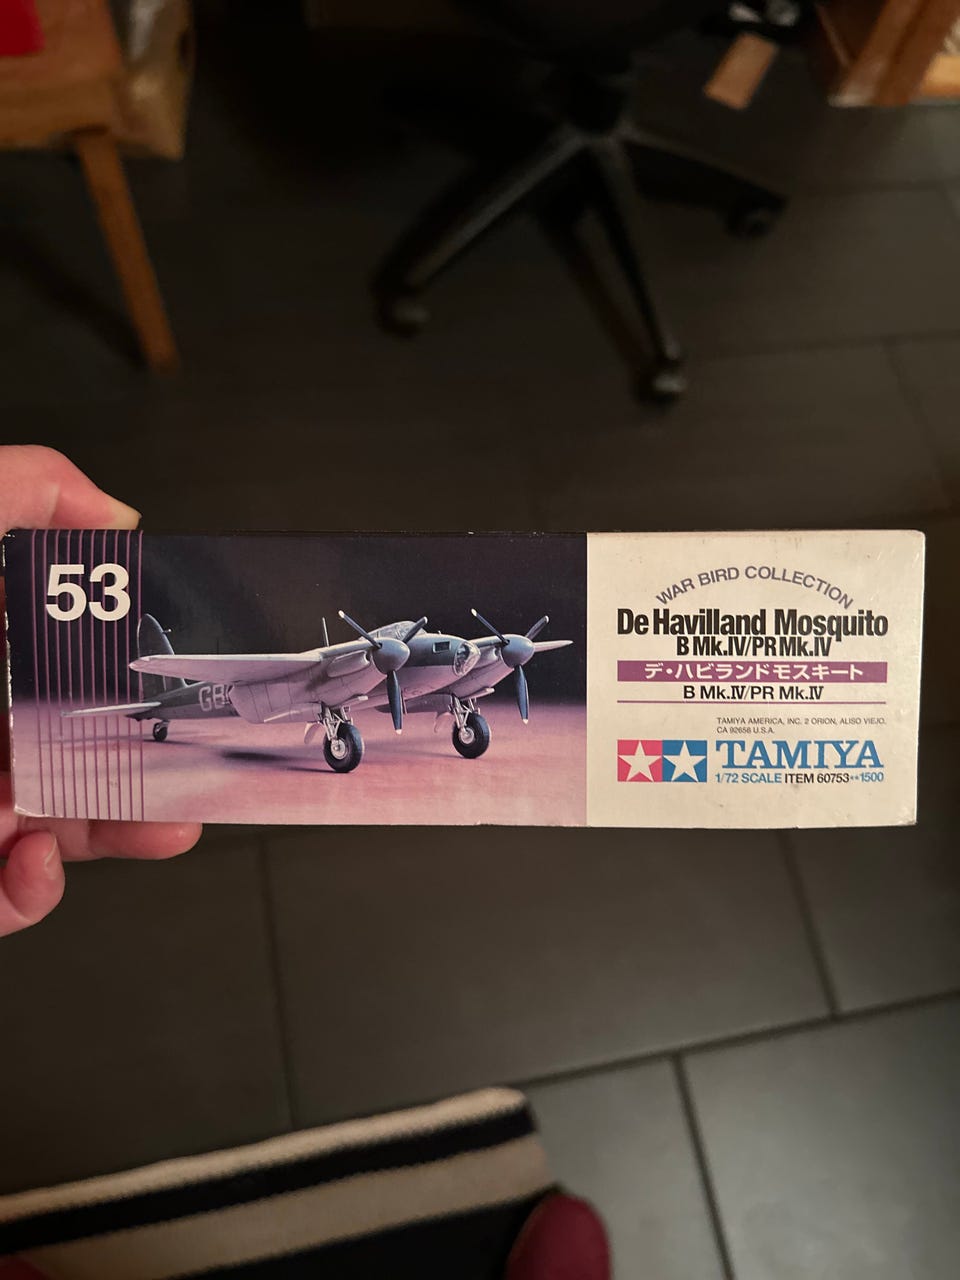 53
GB
WAR BIRD COLLECTION
De Havilland Mosquito
B Mk.IV/PR Mk.IV
デ・ハビランドモスキート
B Mk.IV/PR Mk.IV
TAMIYA AMERICA, INC. 2 ORION, ALISO VIEJO,
CA 92656 U.S.A.
TAMIYA
1/72 SCALE ITEM 60753**1500